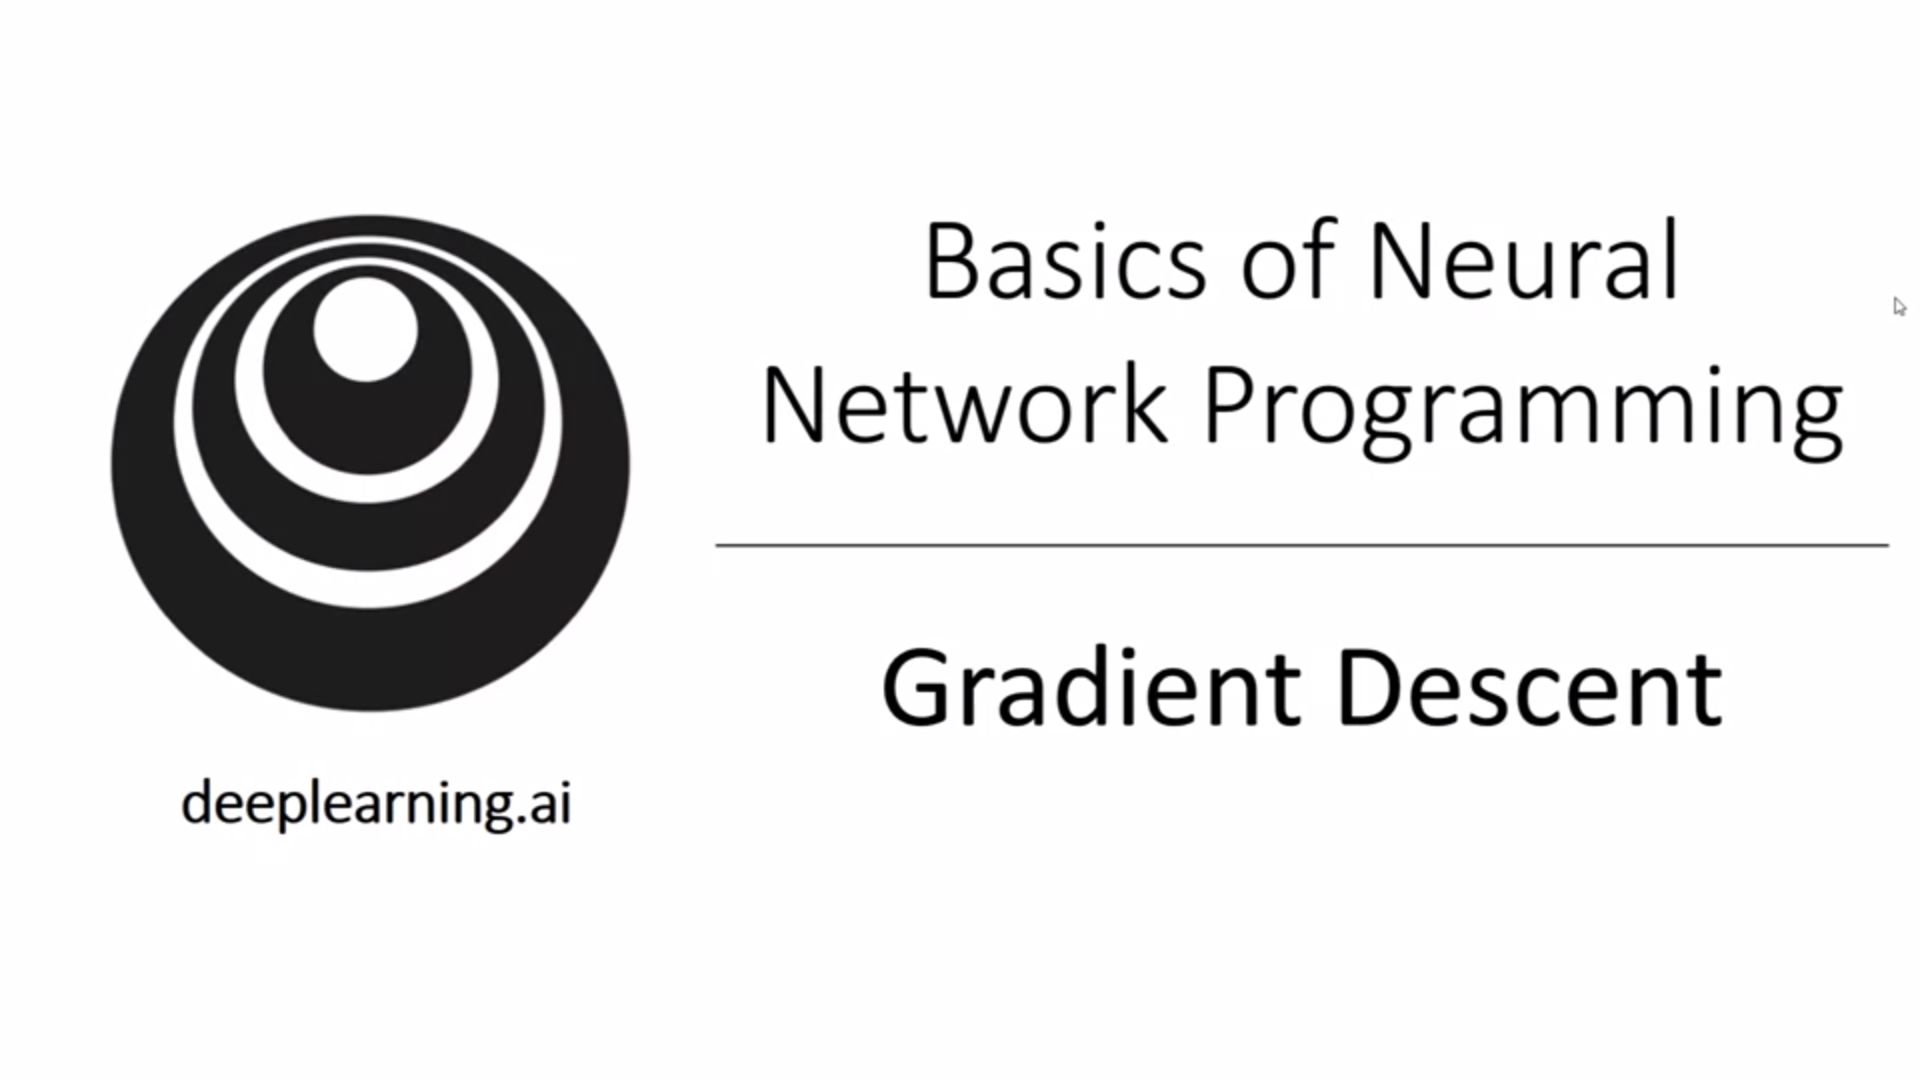 Basics of Neural
Network Programming
Gradient Descent
deeplearning.ai